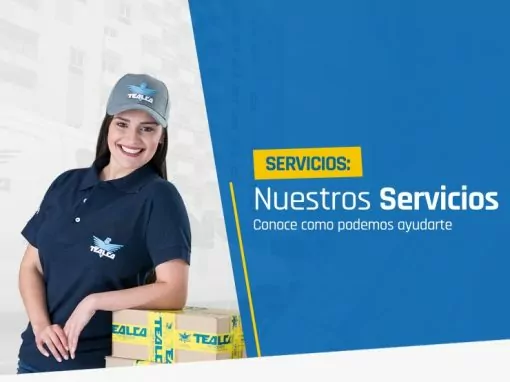 TEALCA
TEALCA
TEALCA
TEALCA
SERVICIOS:
Nuestros Servicios
Conoce como podemos ayudarte